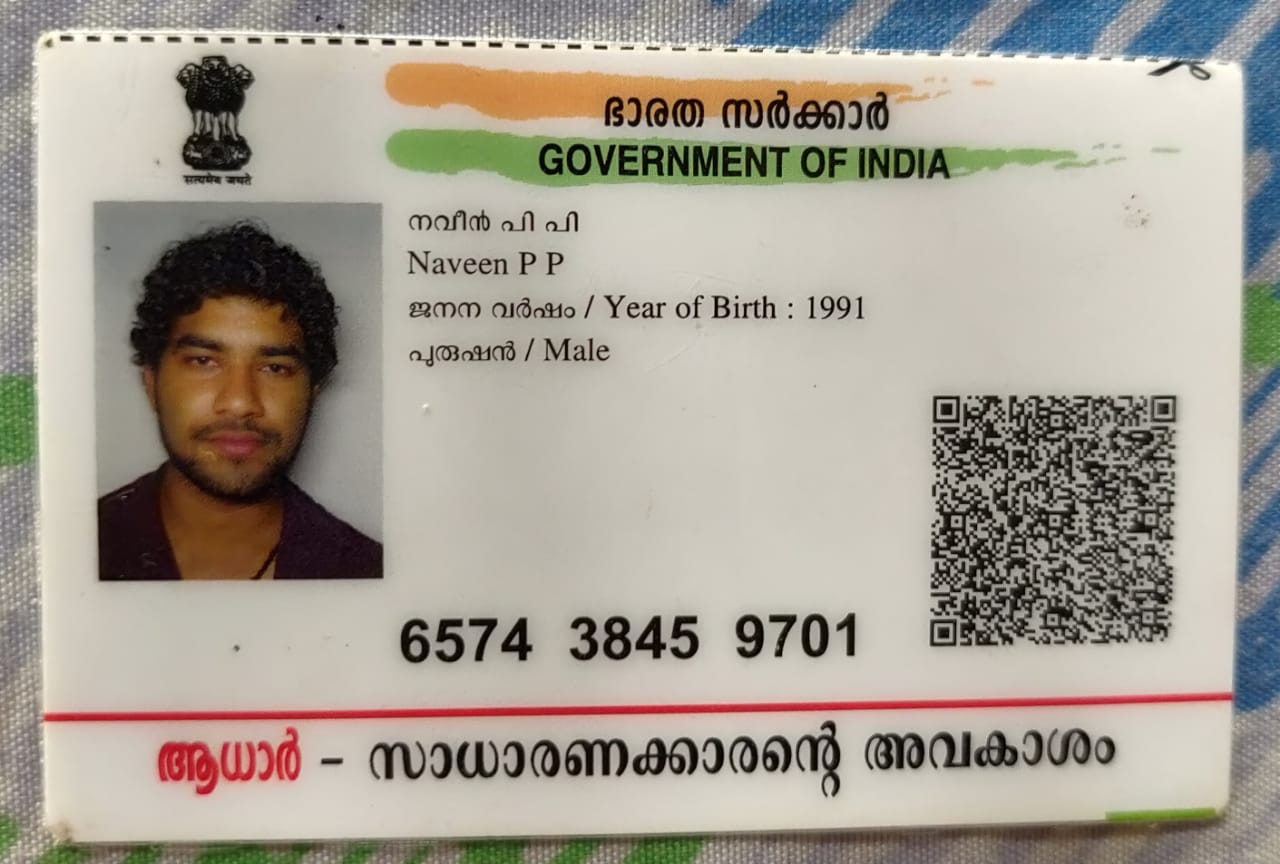 सत्यमेव जयते
ഭാരത സർക്കാർ
GOVERNMENT OF INDIA
നവീൻ പി പി
Naveen P P
ജനന വർഷം / Year of Birth : 1991
പുരുഷൻ / Male
6574 3845 9701
ആധാർ – സാധാരണക്കാരന്റെ അവകാശം